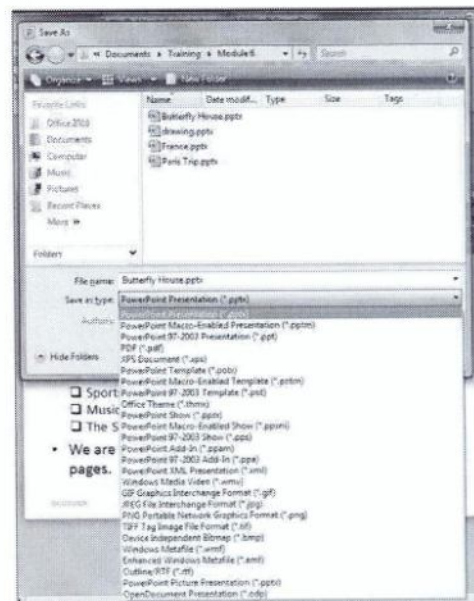 Save As
« Documents ▸ Training ▸ Module6
Search
Organize Views New Folder
Favorite Links
Name Date modif... Type Size Tags
Office 2010
Documents
Computer
Music
Pictures
Recent Places
More »
Butterfly House.pptx
drawing.pptx
France.pptx
Paris Trip.pptx
Folders
File name: Butterfly House.pptx
Save as type: PowerPoint Presentation (*.pptx)
Authors:
PowerPoint Presentation (*.pptx)
PowerPoint Macro-Enabled Presentation (*.pptm)
PowerPoint 97-2003 Presentation (*.ppt)
PDF (*.pdf)
Hide Folders
XPS Document (*.xps)
PowerPoint Template (*.potx)
PowerPoint Macro-Enabled Template (*.potm)
PowerPoint 97-2003 Template (*.pot)
Office Theme (*.thmx)
PowerPoint Show (*.ppsx)
PowerPoint Macro-Enabled Show (*.ppsm)
PowerPoint 97-2003 Show (*.pps)
PowerPoint Add-In (*.ppam)
PowerPoint 97-2003 Add-In (*.ppa)
PowerPoint XML Presentation (*.xml)
Windows Media Video (*.wmv)
GIF Graphics Interchange Format (*.gif)
JPEG File Interchange Format (*.jpg)
PNG Portable Network Graphics Format (*.png)
TIFF Tag Image File Format (*.tif)
Device Independent Bitmap (*.bmp)
Windows Metafile (*.wmf)
Enhanced Windows Metafile (*.emf)
Outline/RTF (*.rtf)
PowerPoint Picture Presentation (*.pptx)
OpenDocument Presentation (*.odp)
❑ Sport
❑ Music
❑ The S
• We are
pages.